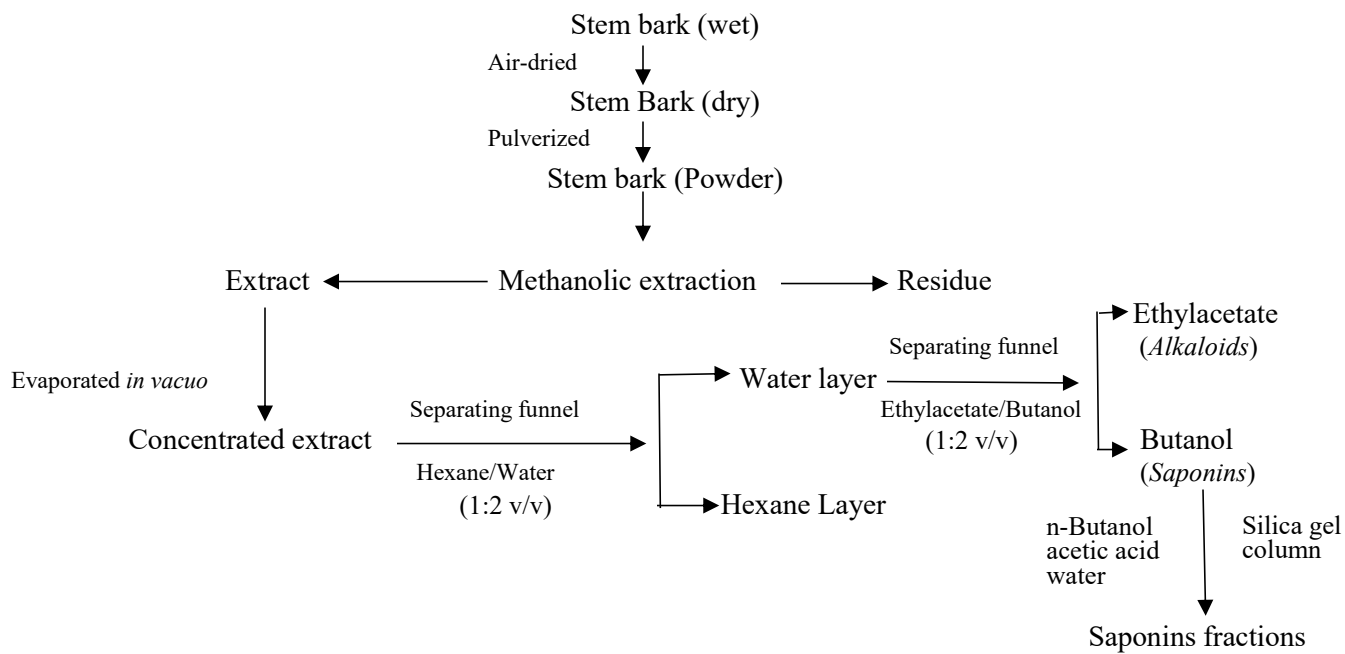 Stem bark (wet)
Air-dried
Stem Bark (dry)
Pulverized
Stem bark (Powder)
Extract
Methanolic extraction
Residue
Evaporated in vacuo
Concentrated extract
Separating funnel
Hexane/Water
(1:2 v/v)
Water layer
Hexane Layer
Separating funnel
Ethylacetate/Butanol
(1:2 v/v)
Ethylacetate
(Alkaloids)
Butanol
(Saponins)
n-Butanol
acetic acid
water
Silica gel
column
Saponins fractions